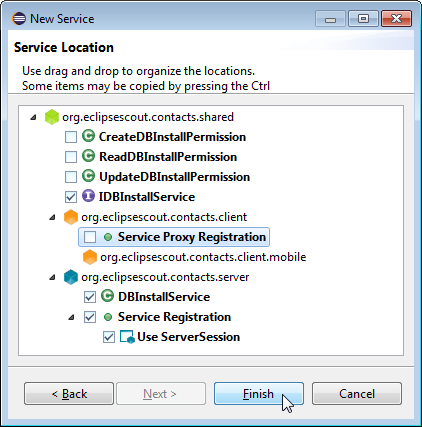 New Service
Service Location
Use drag and drop to organize the locations.
Some items may be copied by pressing the Ctrl
org.eclipsescout.contacts.shared
CreateDBInstallPermission
ReadDBInstallPermission
UpdateDBInstallPermission
IDBInstallService
org.eclipsescout.contacts.client
Service Proxy Registration
org.eclipsescout.contacts.client.mobile
org.eclipsescout.contacts.server
DBInstallService
Service Registration
Use ServerSession
< Back Next > Finish Cancel